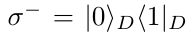 σ⁻ = |0⟩_D⟨1|_D